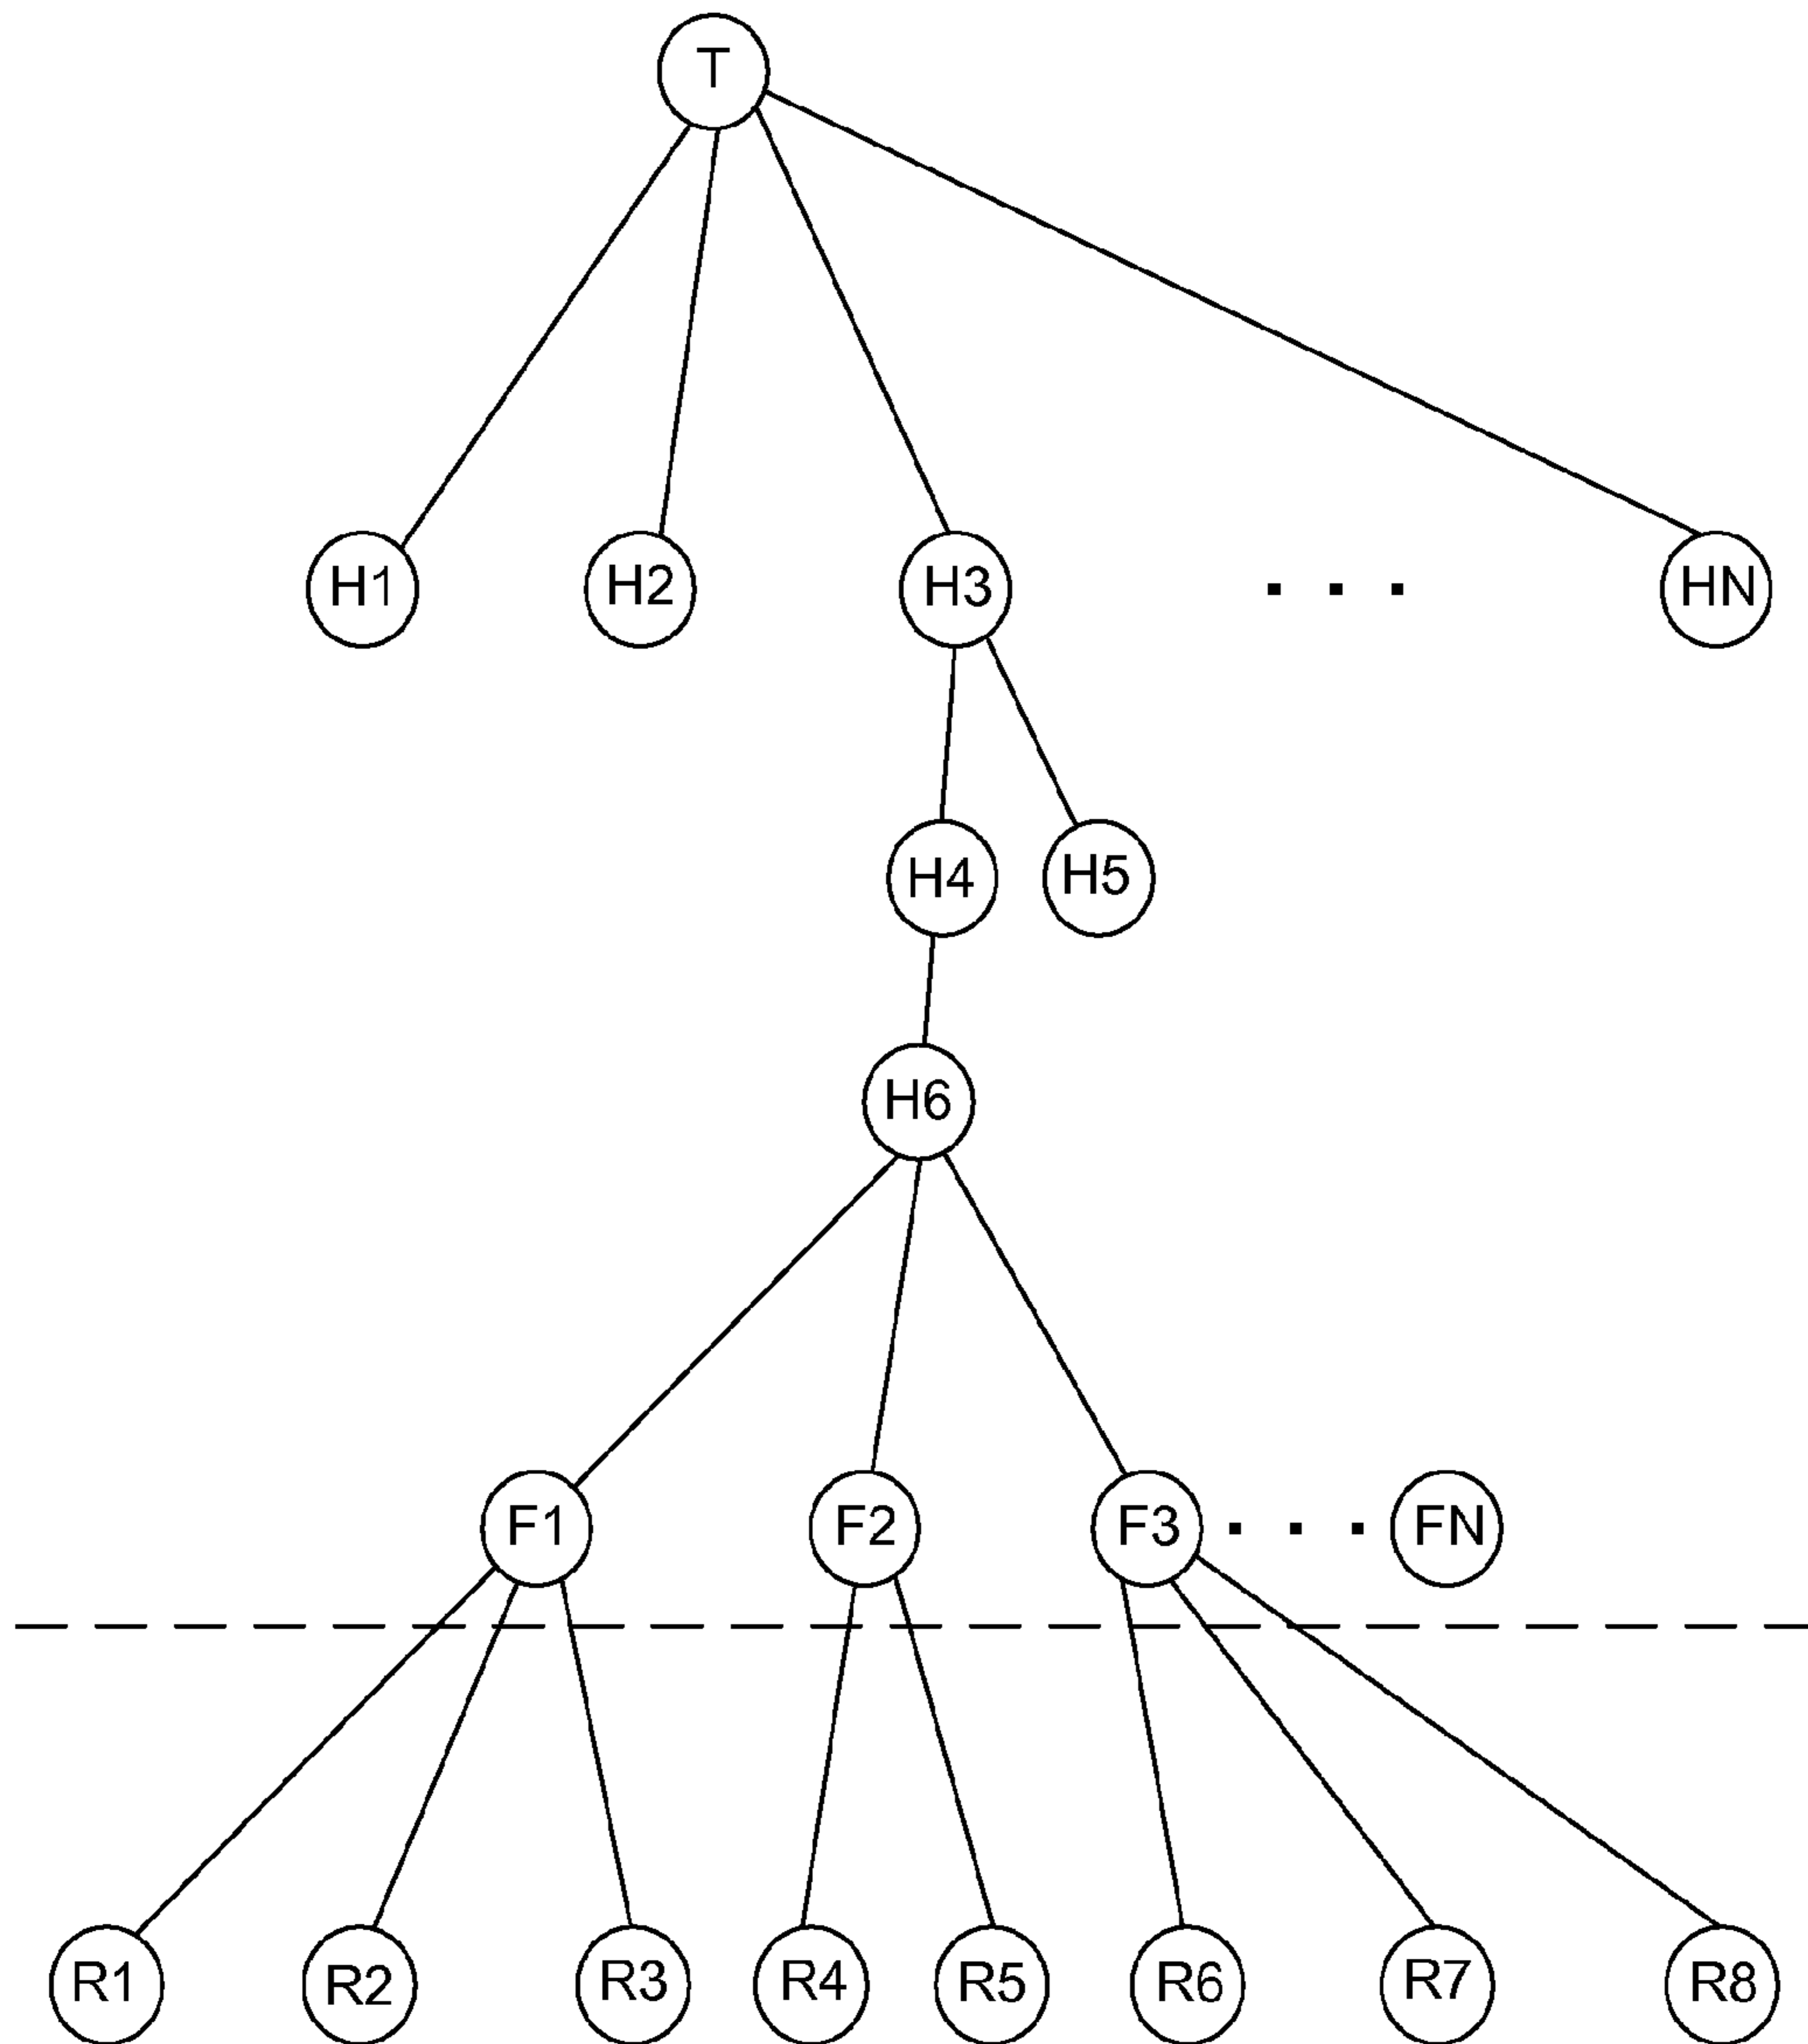 T
H1 H2 H3 . . . HN
H4 H5
H6
F1 F2 F3 . . . FN
R1 R2 R3 R4 R5 R6 R7 R8